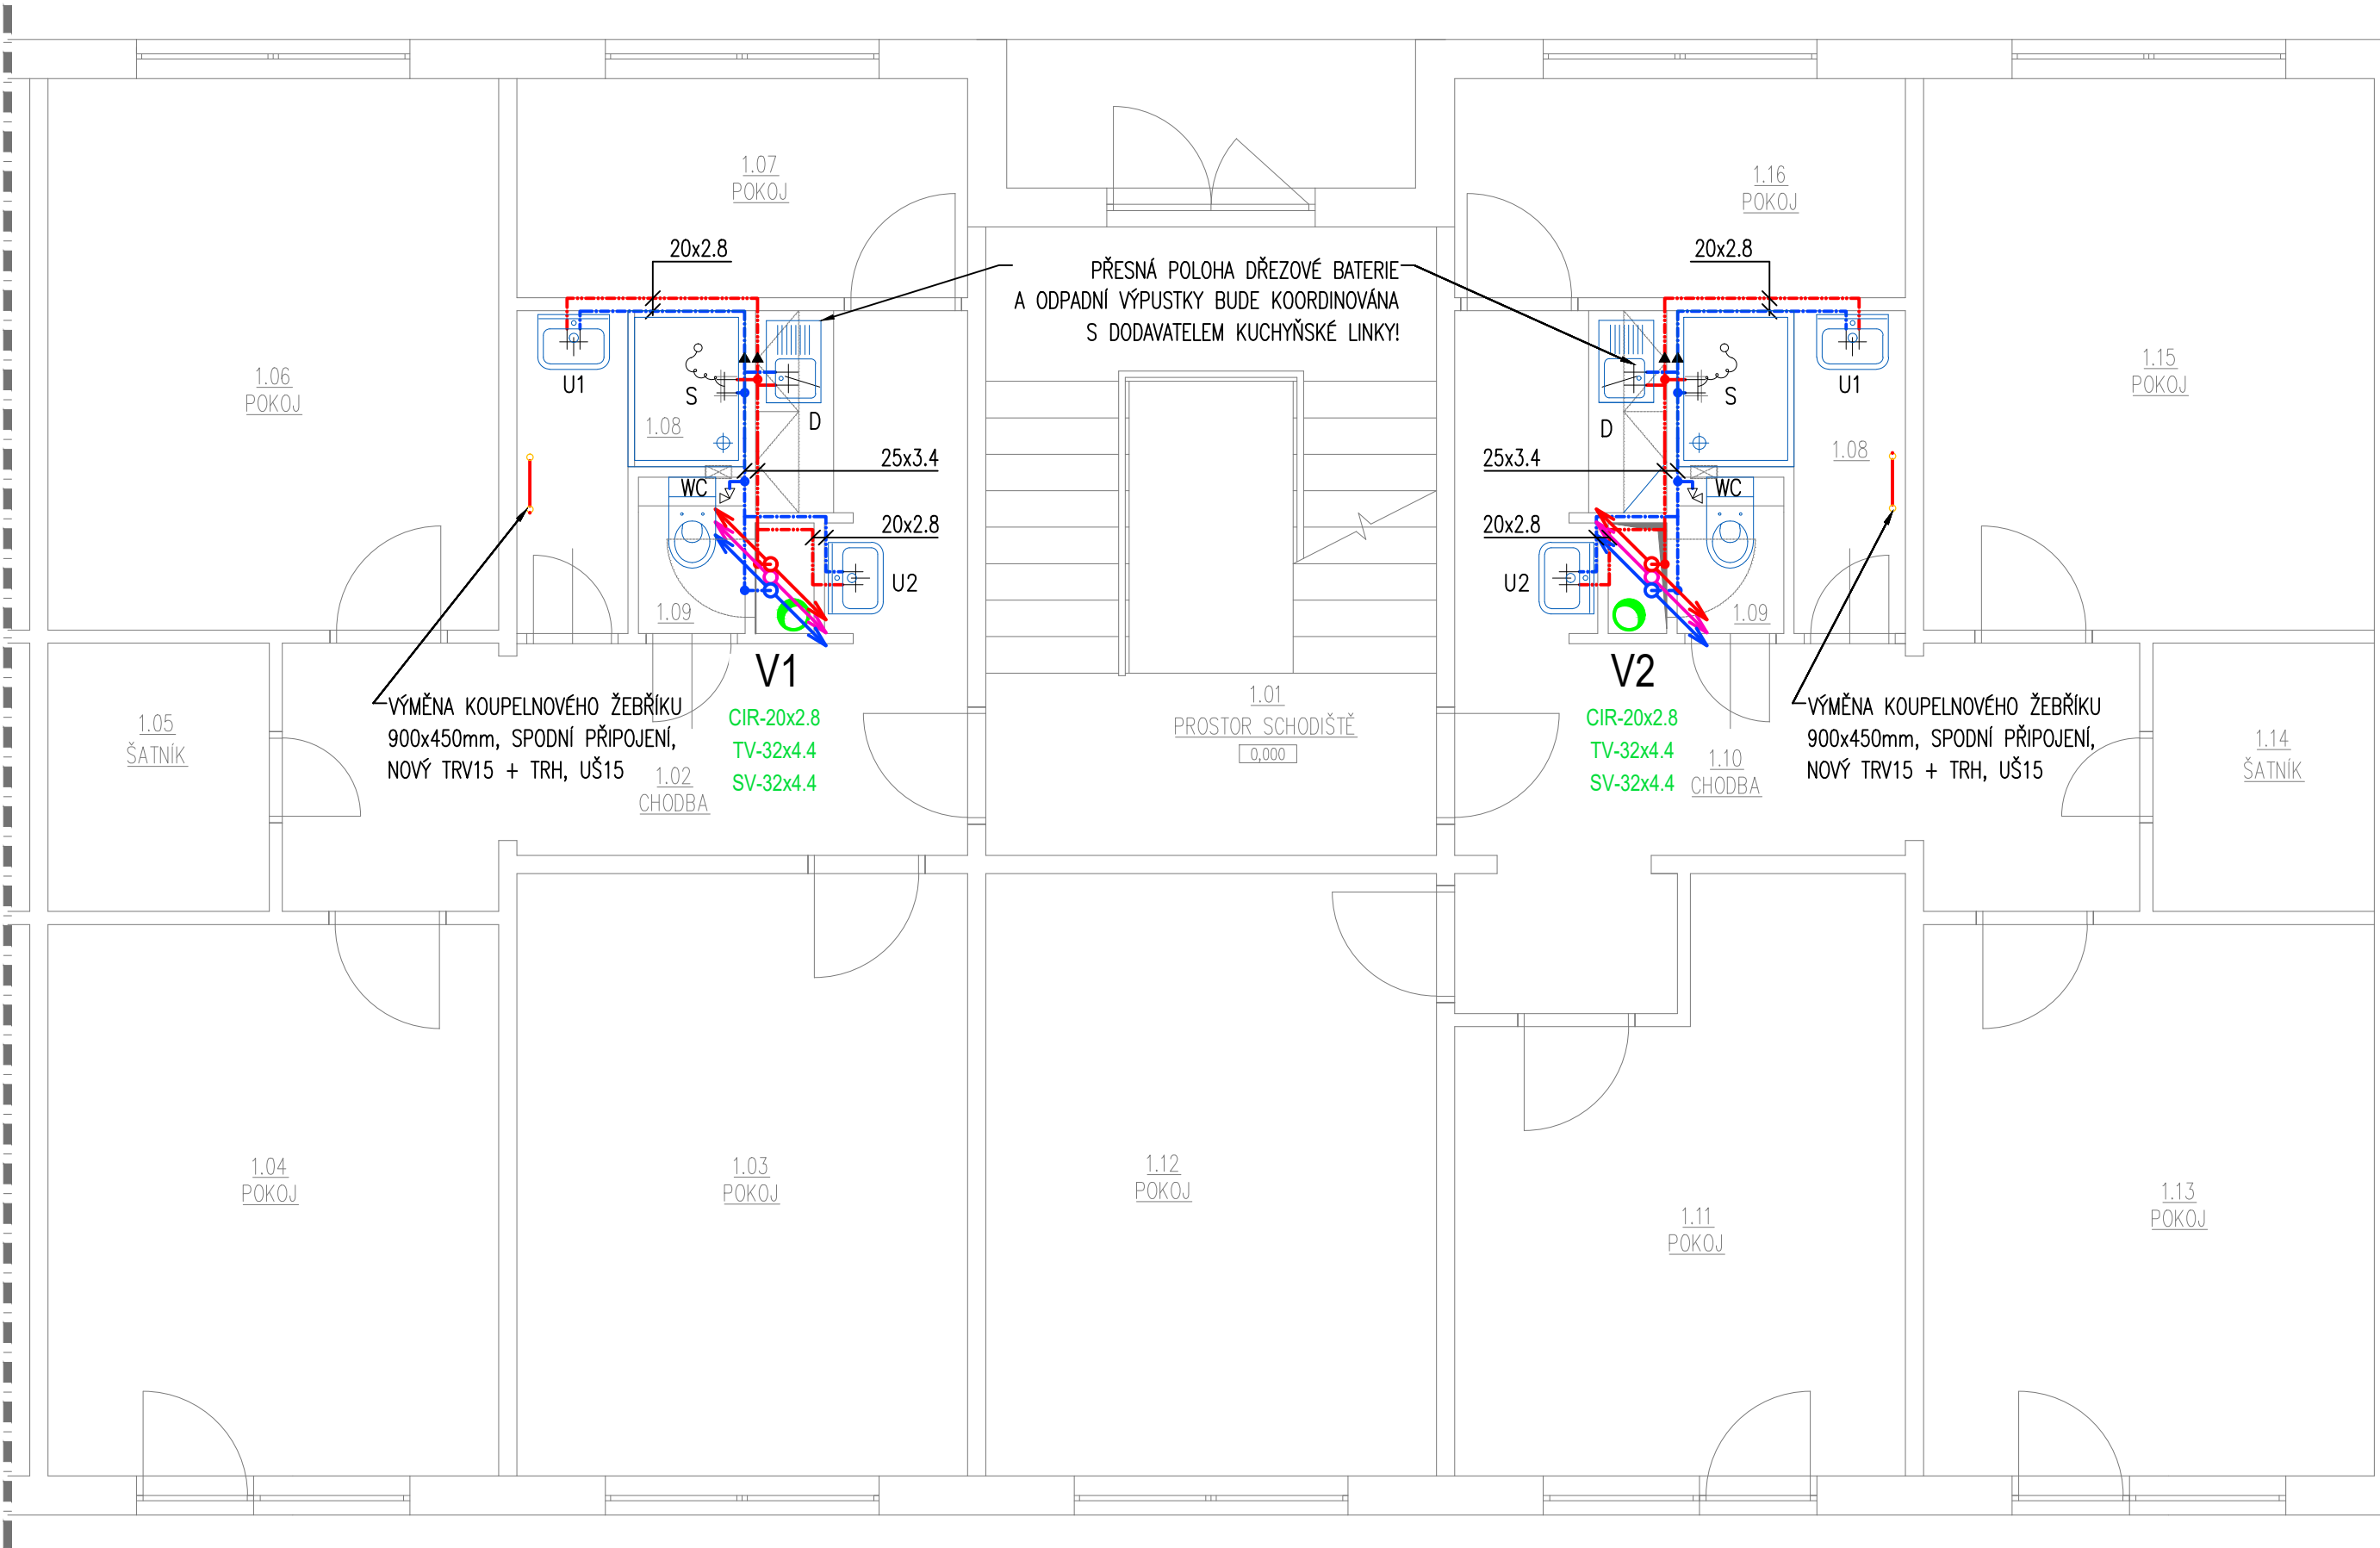 1.07
POKOJ
1.16
POKOJ
20x2.8
20x2.8
PŘESNÁ POLOHA DŘEZOVÉ BATERIE
A ODPADNÍ VÝPUSTKY BUDE KOORDINOVÁNA
S DODAVATELEM KUCHYŇSKÉ LINKY!
1.06
POKOJ
U1
S
D
1.08
25x3.4
WC
20x2.8
U2
1.09
D
S
U1
1.08
25x3.4
WC
20x2.8
U2
1.09
1.15
POKOJ
V1
CIR-20x2.8
TV-32x4.4
SV-32x4.4
V2
CIR-20x2.8
TV-32x4.4
SV-32x4.4
1.05
ŠATNÍK
VÝMĚNA KOUPELNOVÉHO ŽEBŘÍKU
900x450mm, SPODNÍ PŘIPOJENÍ,
NOVÝ TRV15 + TRH, UŠ15
1.02
CHODBA
1.01
PROSTOR SCHODIŠTĚ
0,000
1.10
CHODBA
VÝMĚNA KOUPELNOVÉHO ŽEBŘÍKU
900x450mm, SPODNÍ PŘIPOJENÍ,
NOVÝ TRV15 + TRH, UŠ15
1.14
ŠATNÍK
1.04
POKOJ
1.03
POKOJ
1.12
POKOJ
1.11
POKOJ
1.13
POKOJ